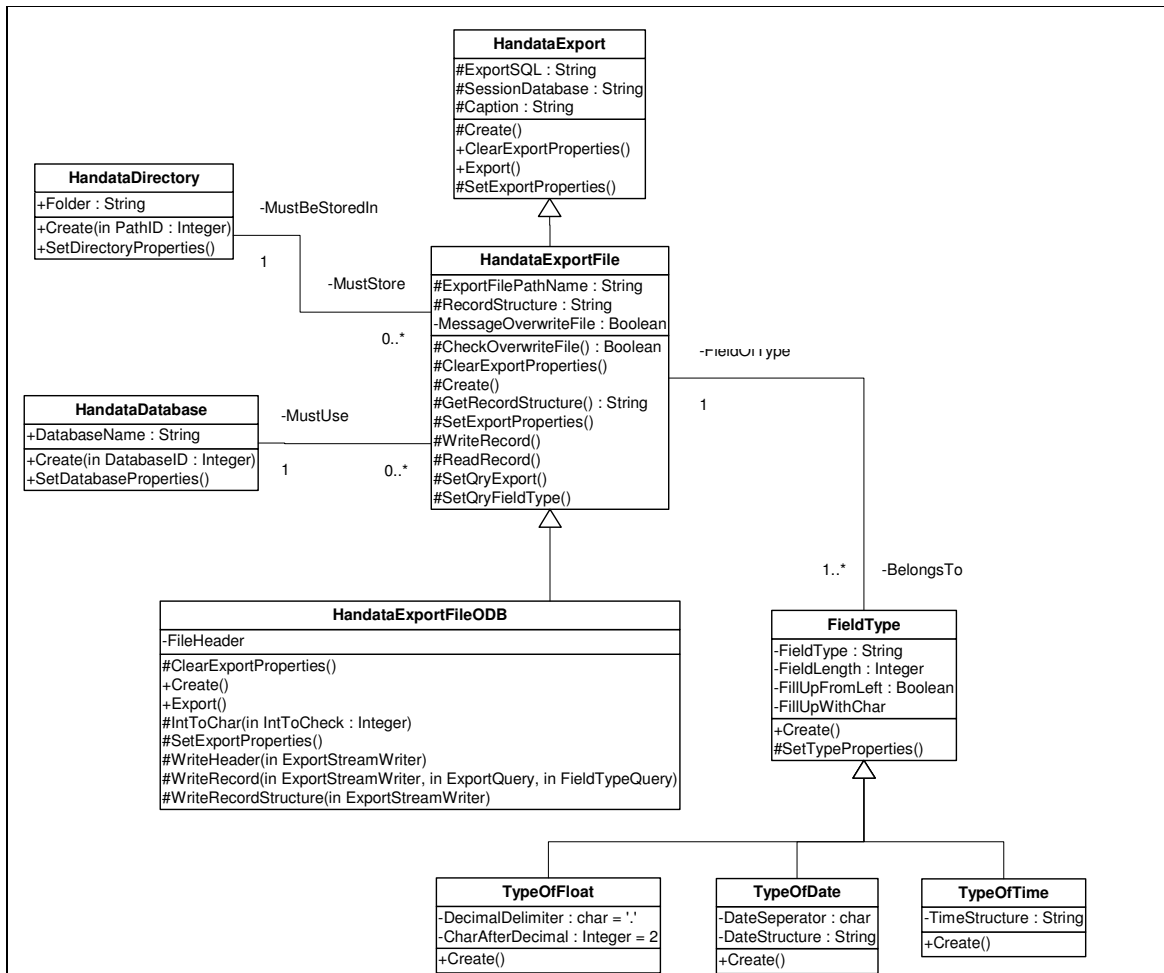 HandataExport
#ExportSQL : String
#SessionDatabase : String
#Caption : String
#Create()
+ClearExportProperties()
+Export()
#SetExportProperties()
HandataDirectory
+Folder : String
+Create(in PathID : Integer)
+SetDirectoryProperties()
-MustBeStoredIn
1
-MustStore
0..*
HandataExportFile
#ExportFilePathName : String
#RecordStructure : String
-MessageOverwriteFile : Boolean
#CheckOverwriteFile() : Boolean
#ClearExportProperties()
#Create()
#GetRecordStructure() : String
#SetExportProperties()
#WriteRecord()
#ReadRecord()
#SetQryExport()
#SetQryFieldType()
-FieldOfType
1
HandataDatabase
+DatabaseName : String
+Create(in DatabaseID : Integer)
+SetDatabaseProperties()
-MustUse
1
0..*
1..*
-BelongsTo
HandataExportFileODB
-FileHeader
#ClearExportProperties()
+Create()
+Export()
#IntToChar(in IntToCheck : Integer)
#SetExportProperties()
#WriteHeader(in ExportStreamWriter)
#WriteRecord(in ExportStreamWriter, in ExportQuery, in FieldTypeQuery)
#WriteRecordStructure(in ExportStreamWriter)
FieldType
-FieldType : String
-FieldLength : Integer
-FillUpFromLeft : Boolean
-FillUpWithChar
+Create()
#SetTypeProperties()
TypeOfFloat
-DecimalDelimiter : char = '.'
-CharAfterDecimal : Integer = 2
+Create()
TypeOfDate
-DateSeperator : char
-DateStructure : String
+Create()
TypeOfTime
-TimeStructure : String
+Create()